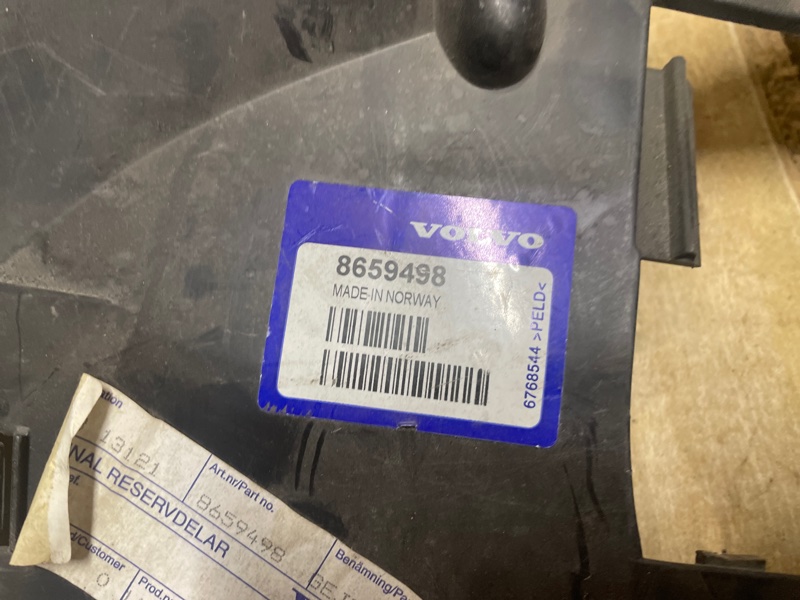 VOLVO
8659498
MADE-IN NORWAY
6768544 >PELD<
13121
NAL RESERVDELAR
Art.nr/Part no.
8659498
d/Customer
0
Prod.n
Benämning/Pa